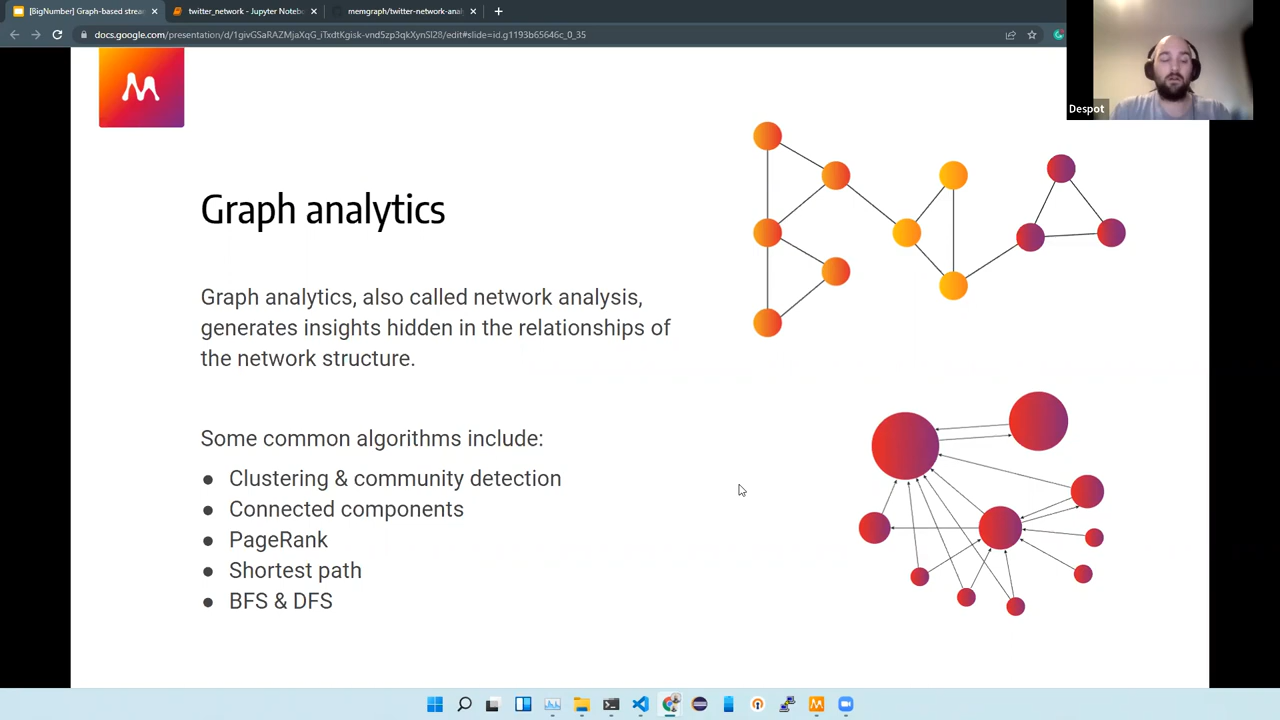 [BigNumber] Graph-based strea
twitter_network - Jupyter Notebo
memgraph/twitter-network-anal
docs.google.com/presentation/d/1givGSaRAZMjaXqG_iTxdtKgisk-vnd5zp3qkXynSI28/edit#slide=id.g1193b65646c_0_35
Despot
Graph analytics
Graph analytics, also called network analysis,
generates insights hidden in the relationships of
the network structure.
Some common algorithms include:
● Clustering & community detection
● Connected components
● PageRank
● Shortest path
● BFS & DFS